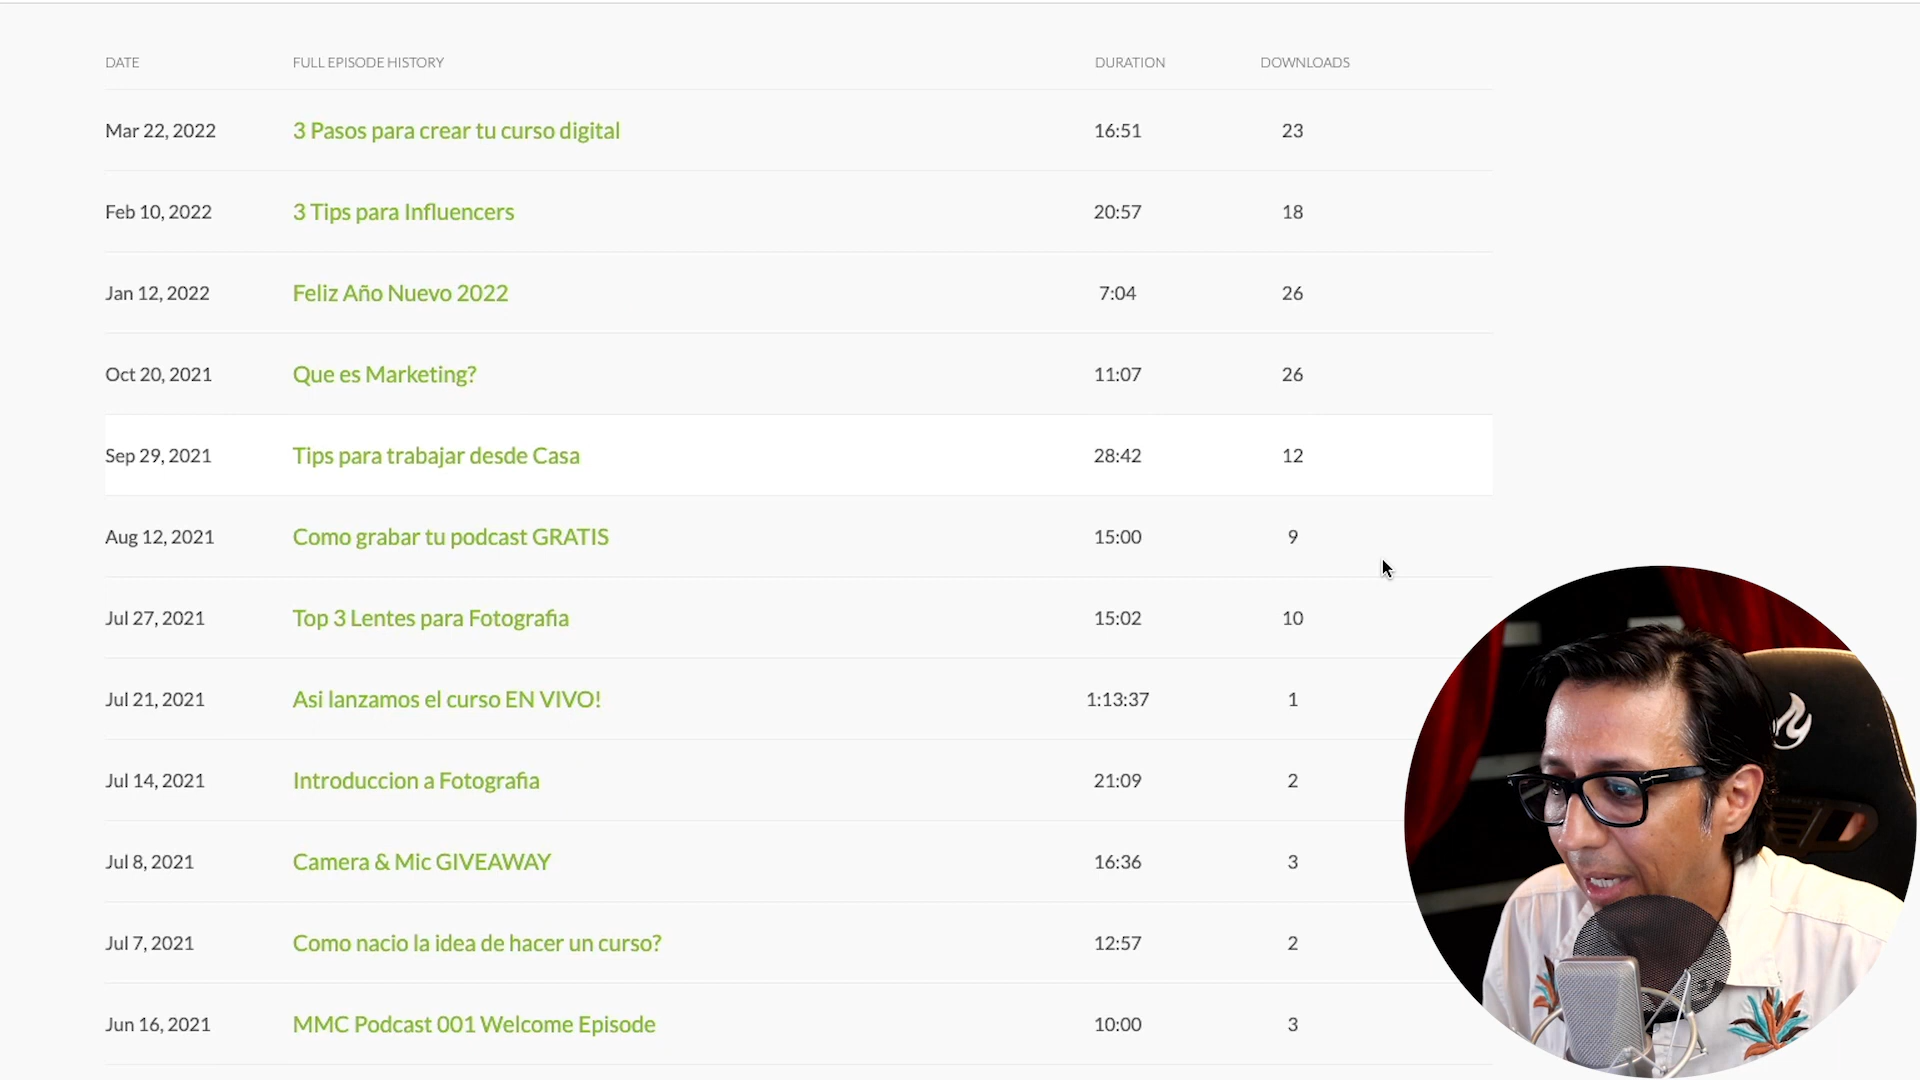 DATE FULL EPISODE HISTORY DURATION DOWNLOADS
Mar 22, 2022 3 Pasos para crear tu curso digital 16:51 23
Feb 10, 2022 3 Tips para Influencers 20:57 18
Jan 12, 2022 Feliz Año Nuevo 2022 7:04 26
Oct 20, 2021 Que es Marketing? 11:07 26
Sep 29, 2021 Tips para trabajar desde Casa 28:42 12
Aug 12, 2021 Como grabar tu podcast GRATIS 15:00 9
Jul 27, 2021 Top 3 Lentes para Fotografia 15:02 10
Jul 21, 2021 Asi lanzamos el curso EN VIVO! 1:13:37 1
Jul 14, 2021 Introduccion a Fotografia 21:09 2
Jul 8, 2021 Camera & Mic GIVEAWAY 16:36 3
Jul 7, 2021 Como nacio la idea de hacer un curso? 12:57 2
Jun 16, 2021 MMC Podcast 001 Welcome Episode 10:00 3